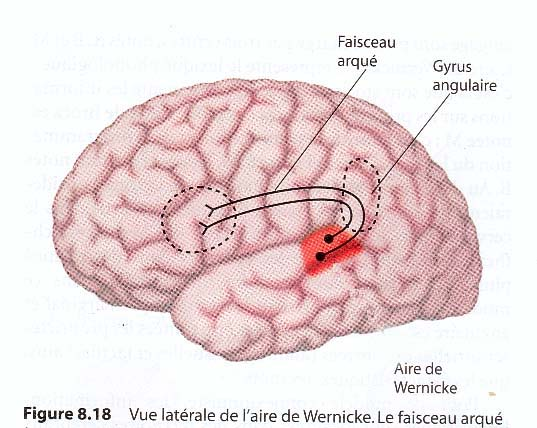 Faisceau
arqué
Gyrus
angulaire
Aire de
Wernicke
Figure 8.18 Vue latérale de l'aire de Wernicke. Le faisceau arqué